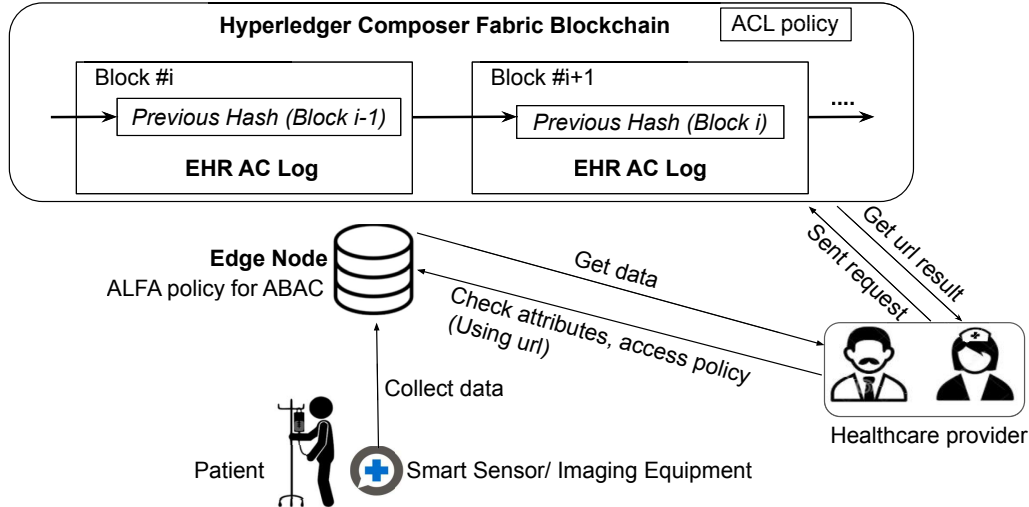 Hyperledger Composer Fabric Blockchain
ACL policy
Block #i
Previous Hash (Block i-1)
EHR AC Log
Block #i+1
Previous Hash (Block i)
EHR AC Log
....
Get url result
Sent request
Edge Node
ALFA policy for ABAC
Get data
Check attributes, access policy
(Using url)
Collect data
Healthcare provider
Patient
Smart Sensor/ Imaging Equipment